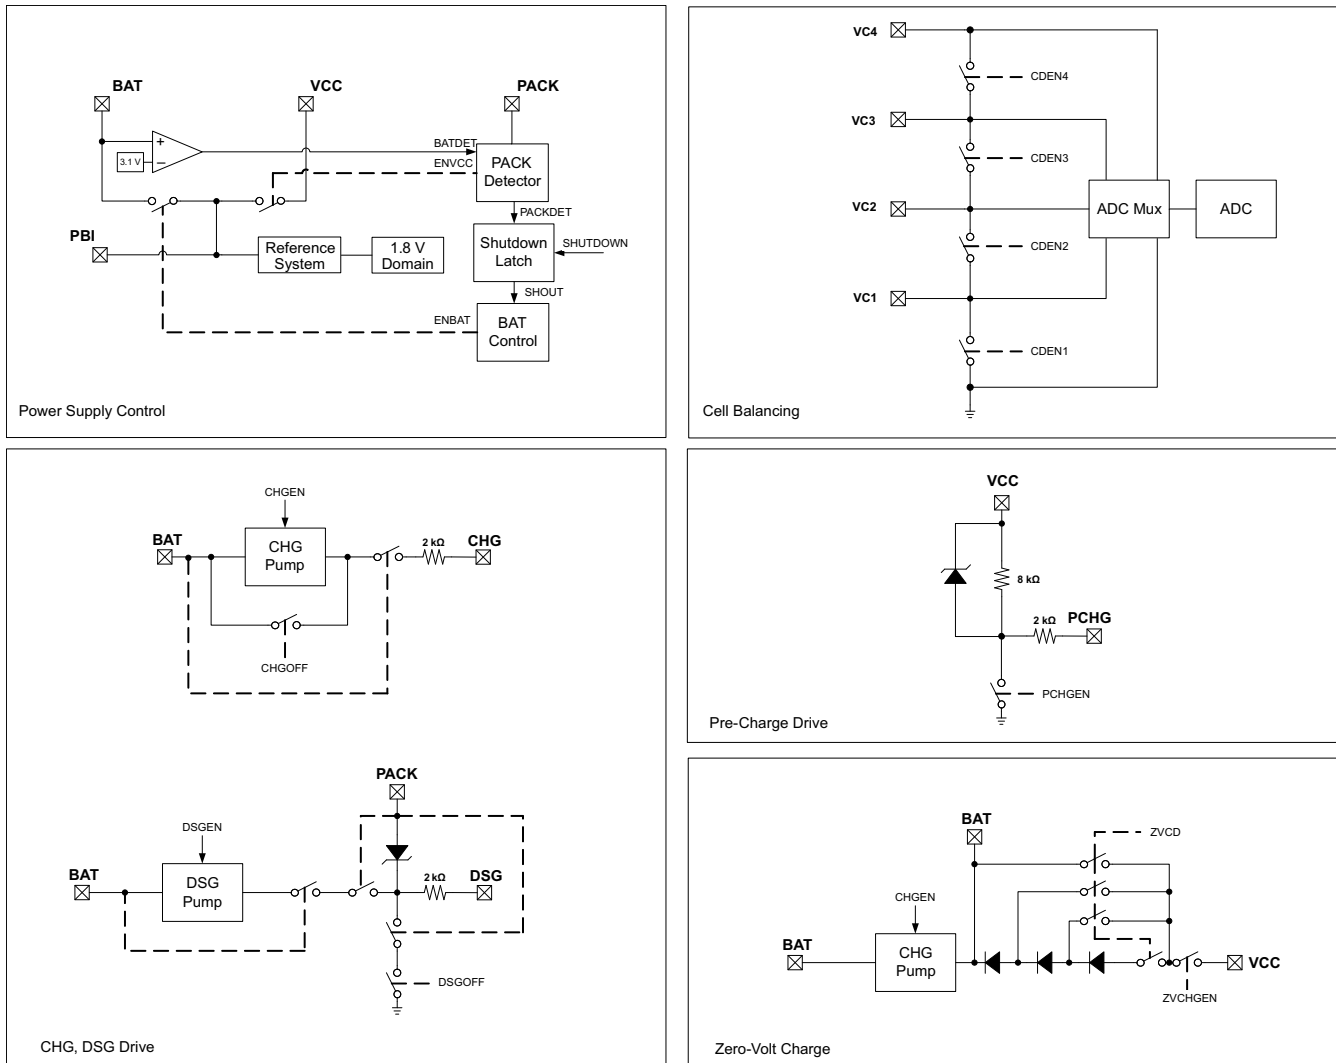 BAT
VCC
PACK
+
3.1 V
−
BATDET
ENVCC
PACK
Detector
PACKDET
PBI
Reference
System
1.8 V
Domain
Shutdown
Latch
SHUTDOWN
SHOUT
ENBAT
BAT
Control
Power Supply Control
VC4
CDEN4
VC3
CDEN3
VC2
ADC Mux
ADC
CDEN2
VC1
CDEN1
Cell Balancing
CHGEN
BAT
CHG
Pump
2 kΩ
CHG
CHGOFF
PACK
DSGEN
BAT
DSG
Pump
2 kΩ
DSG
DSGOFF
CHG, DSG Drive
VCC
8 kΩ
2 kΩ
PCHG
PCHGEN
Pre-Charge Drive
BAT
ZVCD
CHGEN
BAT
CHG
Pump
VCC
ZVCHGEN
Zero-Volt Charge